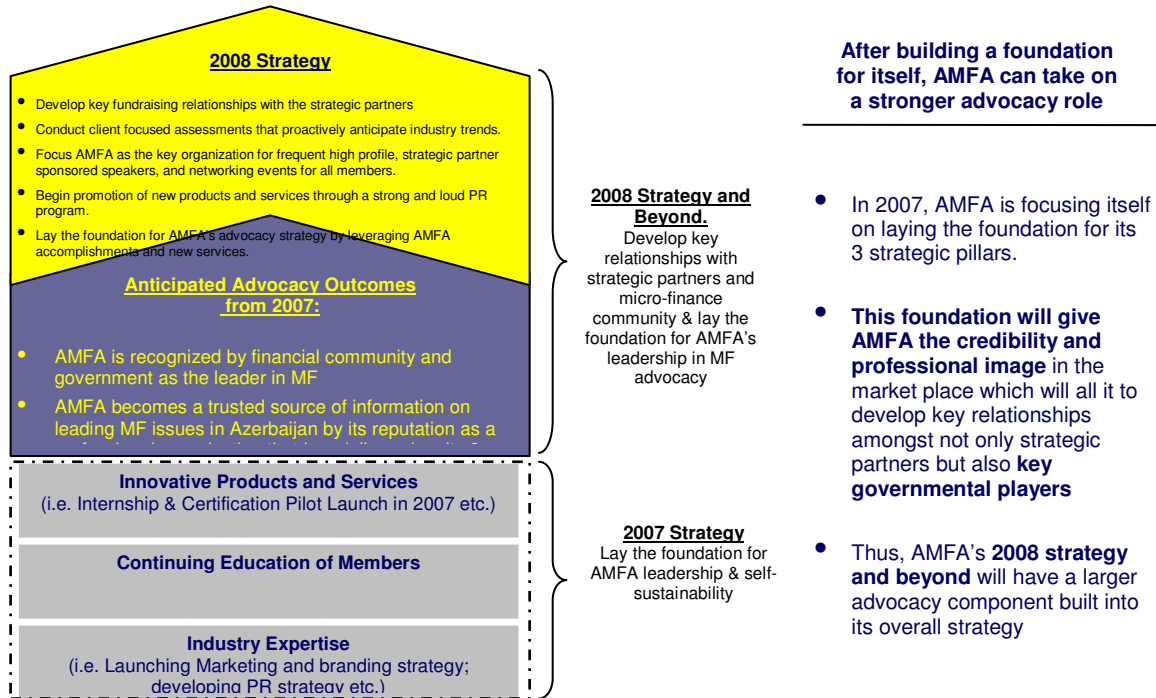 2008 Strategy
• Develop key fundraising relationships with the strategic partners
• Conduct client focused assessments that proactively anticipate industry trends.
• Focus AMFA as the key organization for frequent high profile, strategic partner
sponsored speakers, and networking events for all members.
• Begin promotion of new products and services through a strong and loud PR
program.
• Lay the foundation for AMFA's advocacy strategy by leveraging AMFA
accomplishments and new services.
Anticipated Advocacy Outcomes
from 2007:
• AMFA is recognized by financial community and
government as the leader in MF
• AMFA becomes a trusted source of information on
leading MF issues in Azerbaijan by its reputation as a
Innovative Products and Services
(i.e. Internship & Certification Pilot Launch in 2007 etc.)
Continuing Education of Members
Industry Expertise
(i.e. Launching Marketing and branding strategy;
developing PR strategy etc.)
2008 Strategy and
Beyond.
Develop key
relationships with
strategic partners and
micro-finance
community & lay the
foundation for AMFA's
leadership in MF
advocacy
2007 Strategy
Lay the foundation for
AMFA leadership & self-
sustainability
After building a foundation
for itself, AMFA can take on
a stronger advocacy role
• In 2007, AMFA is focusing itself
on laying the foundation for its
3 strategic pillars.
• This foundation will give
AMFA the credibility and
professional image in the
market place which will all it to
develop key relationships
amongst not only strategic
partners but also key
governmental players
• Thus, AMFA's 2008 strategy
and beyond will have a larger
advocacy component built into
its overall strategy